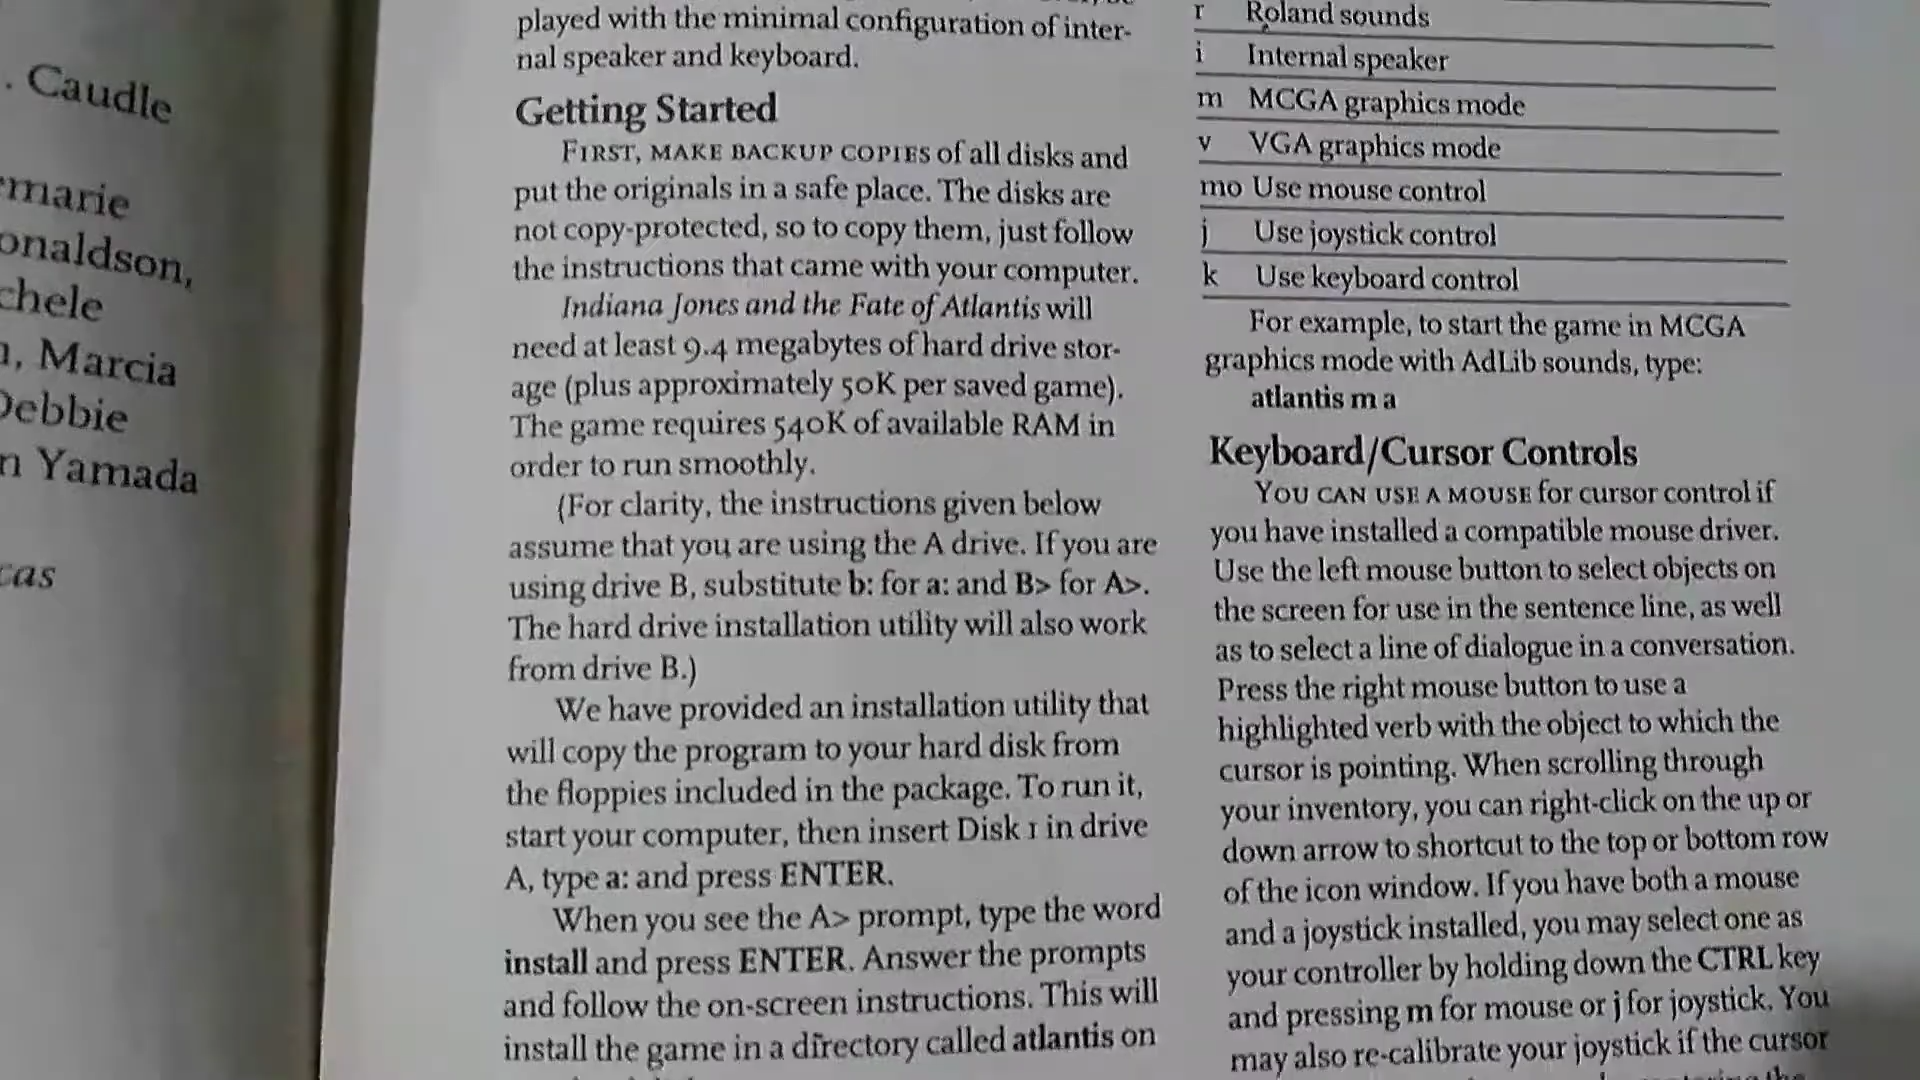 . Caudle
marie
onaldson,
chele
, Marcia
Debbie
n Yamada
cas
played with the minimal configuration of inter-
nal speaker and keyboard.
Getting Started
FIRST, MAKE BACKUP COPIES of all disks and
put the originals in a safe place. The disks are
not copy-protected, so to copy them, just follow
the instructions that came with your computer.
Indiana Jones and the Fate of Atlantis will
need at least 9.4 megabytes of hard drive stor-
age (plus approximately 50K per saved game).
The game requires 540K of available RAM in
order to run smoothly.
(For clarity, the instructions given below
assume that you are using the A drive. If you are
using drive B, substitute b: for a: and B> for A>.
The hard drive installation utility will also work
from drive B.)
We have provided an installation utility that
will copy the program to your hard disk from
the floppies included in the package. To run it,
start your computer, then insert Disk 1 in drive
A, type a: and press ENTER.
When you see the A> prompt, type the word
install and press ENTER. Answer the prompts
and follow the on-screen instructions. This will
install the game in a directory called atlantis on
r Roland sounds
i Internal speaker
m MCGA graphics mode
v VGA graphics mode
mo Use mouse control
j Use joystick control
k Use keyboard control
For example, to start the game in MCGA
graphics mode with AdLib sounds, type:
atlantis m a
Keyboard/Cursor Controls
YOU CAN USE A MOUSE for cursor control if
you have installed a compatible mouse driver.
Use the left mouse button to select objects on
the screen for use in the sentence line, as well
as to select a line of dialogue in a conversation.
Press the right mouse button to use a
highlighted verb with the object to which the
cursor is pointing. When scrolling through
your inventory, you can right-click on the up or
down arrow to shortcut to the top or bottom row
of the icon window. If you have both a mouse
and a joystick installed, you may select one as
your controller by holding down the CTRL key
and pressing m for mouse or j for joystick. You
may also re-calibrate your joystick if the cursor